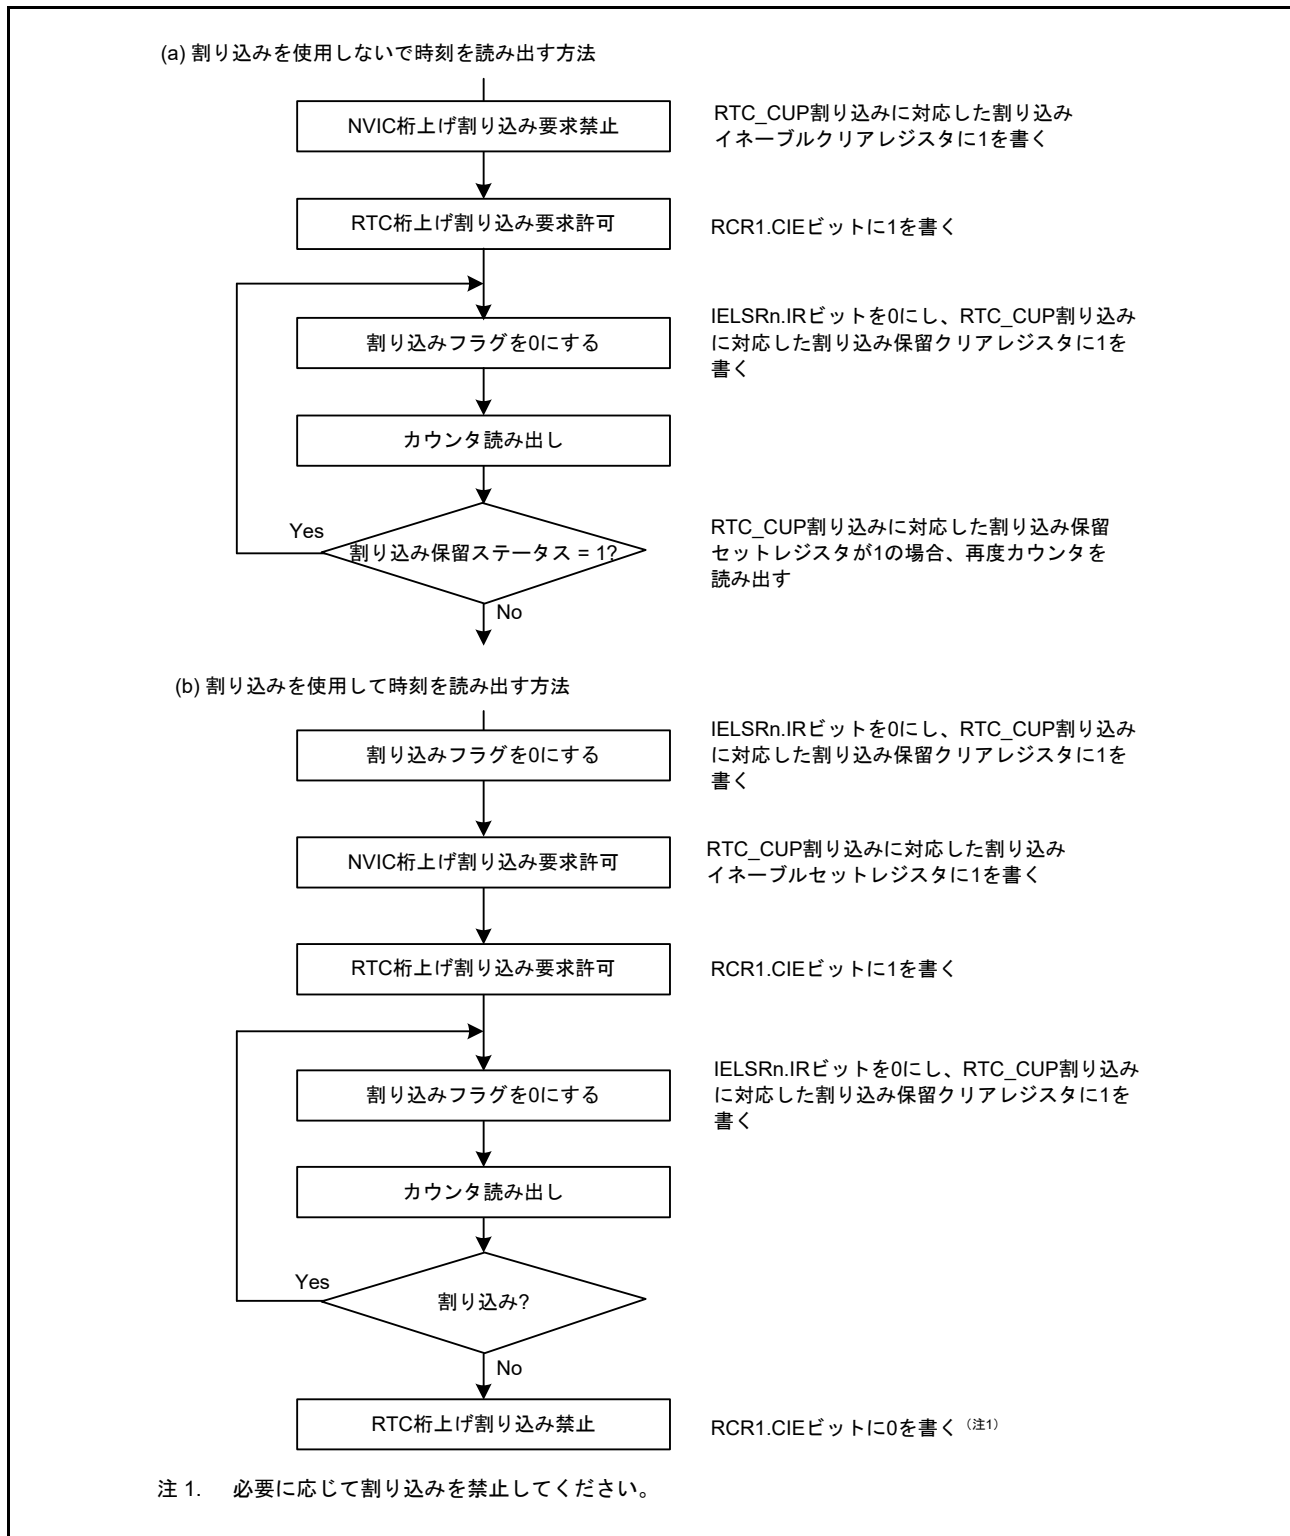 (a) 割り込みを使用しないで時刻を読み出す方法
NVIC桁上げ割り込み要求禁止
RTC_CUP割り込みに対応した割り込み
イネーブルクリアレジスタに1を書く
RTC桁上げ割り込み要求許可
RCR1.CIEビットに1を書く
割り込みフラグを0にする
IELSRn.IRビットを0にし、RTC_CUP割り込み
に対応した割り込み保留クリアレジスタに1を
書く
カウンタ読み出し
Yes
割り込み保留ステータス = 1?
RTC_CUP割り込みに対応した割り込み保留
セットレジスタが1の場合、再度カウンタを
読み出す
No
(b) 割り込みを使用して時刻を読み出す方法
割り込みフラグを0にする
IELSRn.IRビットを0にし、RTC_CUP割り込み
に対応した割り込み保留クリアレジスタに1を
書く
NVIC桁上げ割り込み要求許可
RTC_CUP割り込みに対応した割り込み
イネーブルセットレジスタに1を書く
RTC桁上げ割り込み要求許可
RCR1.CIEビットに1を書く
割り込みフラグを0にする
IELSRn.IRビットを0にし、RTC_CUP割り込み
に対応した割り込み保留クリアレジスタに1を
書く
カウンタ読み出し
Yes
割り込み?
No
RTC桁上げ割り込み禁止
RCR1.CIEビットに0を書く（注1）
注 1. 必要に応じて割り込みを禁止してください。